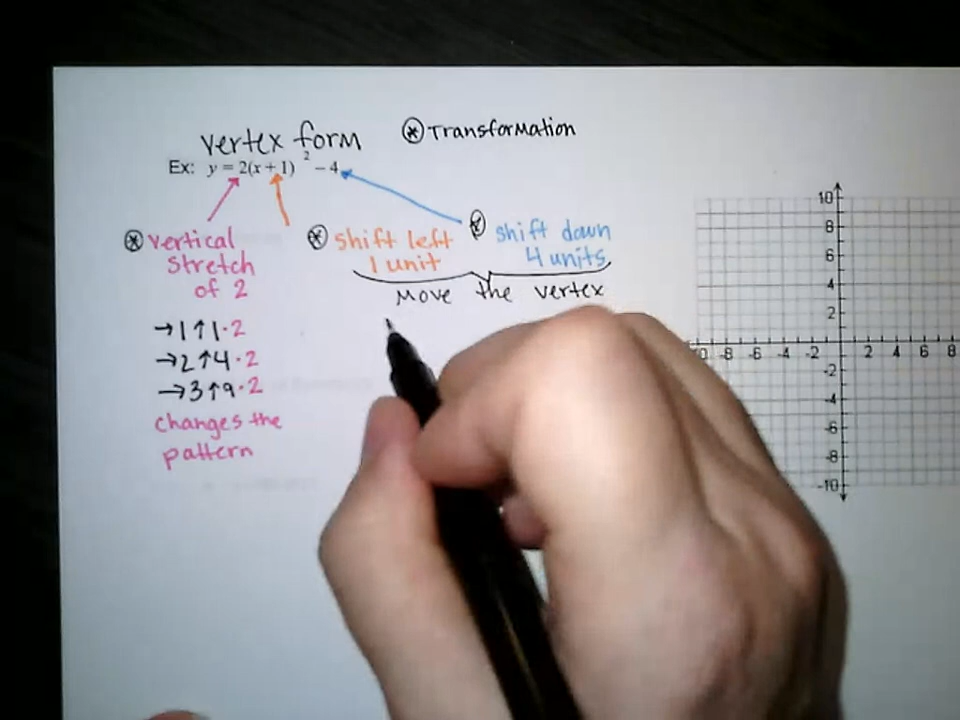 vertex form
⊛ Transformation
Ex: y = 2(x + 1)² − 4
⊛ vertical
stretch
of 2
⊛ shift left
1 unit
⊛ shift down
4 units
move the vertex
→1↑1·2
→2↑4·2
→3↑9·2
changes the
pattern
10
8
6
4
2
-8 -6 -4 -2 2 4 6 8
-2
-4
-6
-8
-10